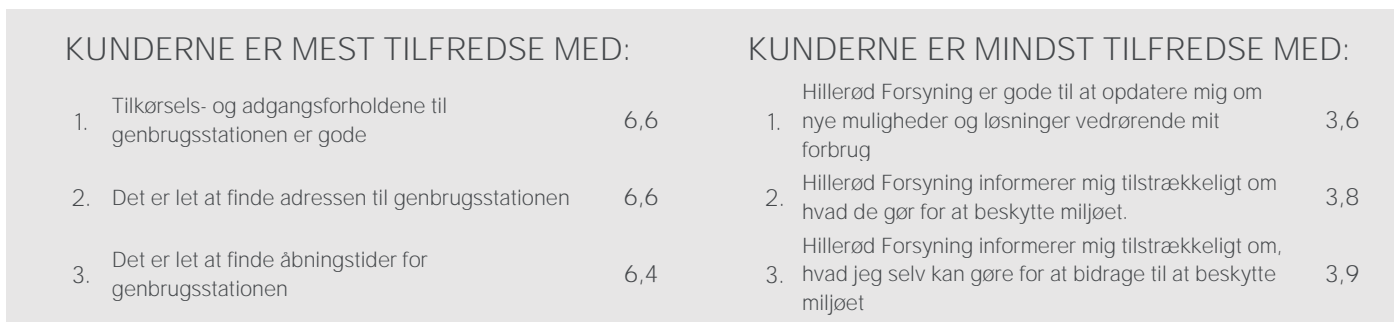 KUNDERNE ER MEST TILFREDSE MED:
1. Tilkørsels- og adgangsforholdene til
genbrugsstationen er gode 6,6
2. Det er let at finde adressen til genbrugsstationen 6,6
3. Det er let at finde åbningstider for
genbrugsstationen 6,4
KUNDERNE ER MINDST TILFREDSE MED:
Hillerød Forsyning er gode til at opdatere mig om
1. nye muligheder og løsninger vedrørende mit 3,6
forbrug
2. Hillerød Forsyning informerer mig tilstrækkeligt om
hvad de gør for at beskytte miljøet. 3,8
Hillerød Forsyning informerer mig tilstrækkeligt om,
3. hvad jeg selv kan gøre for at bidrage til at beskytte 3,9
miljøet